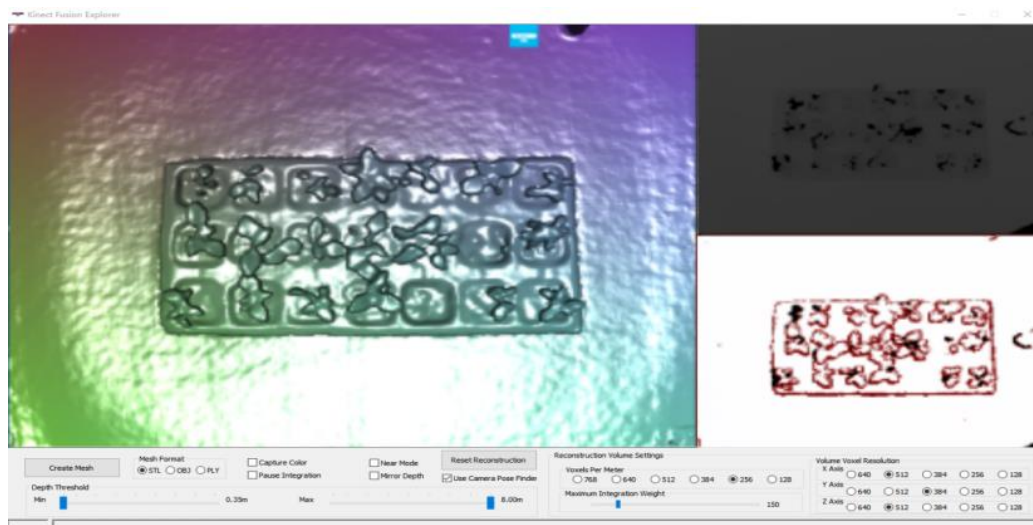 Kinect Fusion Explorer
Create Mesh
Mesh Format
STL OBJ PLY
Capture Color
Pause Integration
Near Mode
Mirror Depth
Reset Reconstruction
Use Camera Pose Finder
Depth Threshold
Min 0.35m Max 8.00m
Reconstruction Volume Settings
Voxels Per Meter
768 640 512 384 256 128
Maximum Integration Weight
150
Volume Voxel Resolution
X Axis 640 512 384 256 128
Y Axis 640 512 384 256 128
Z Axis 640 512 384 256 128